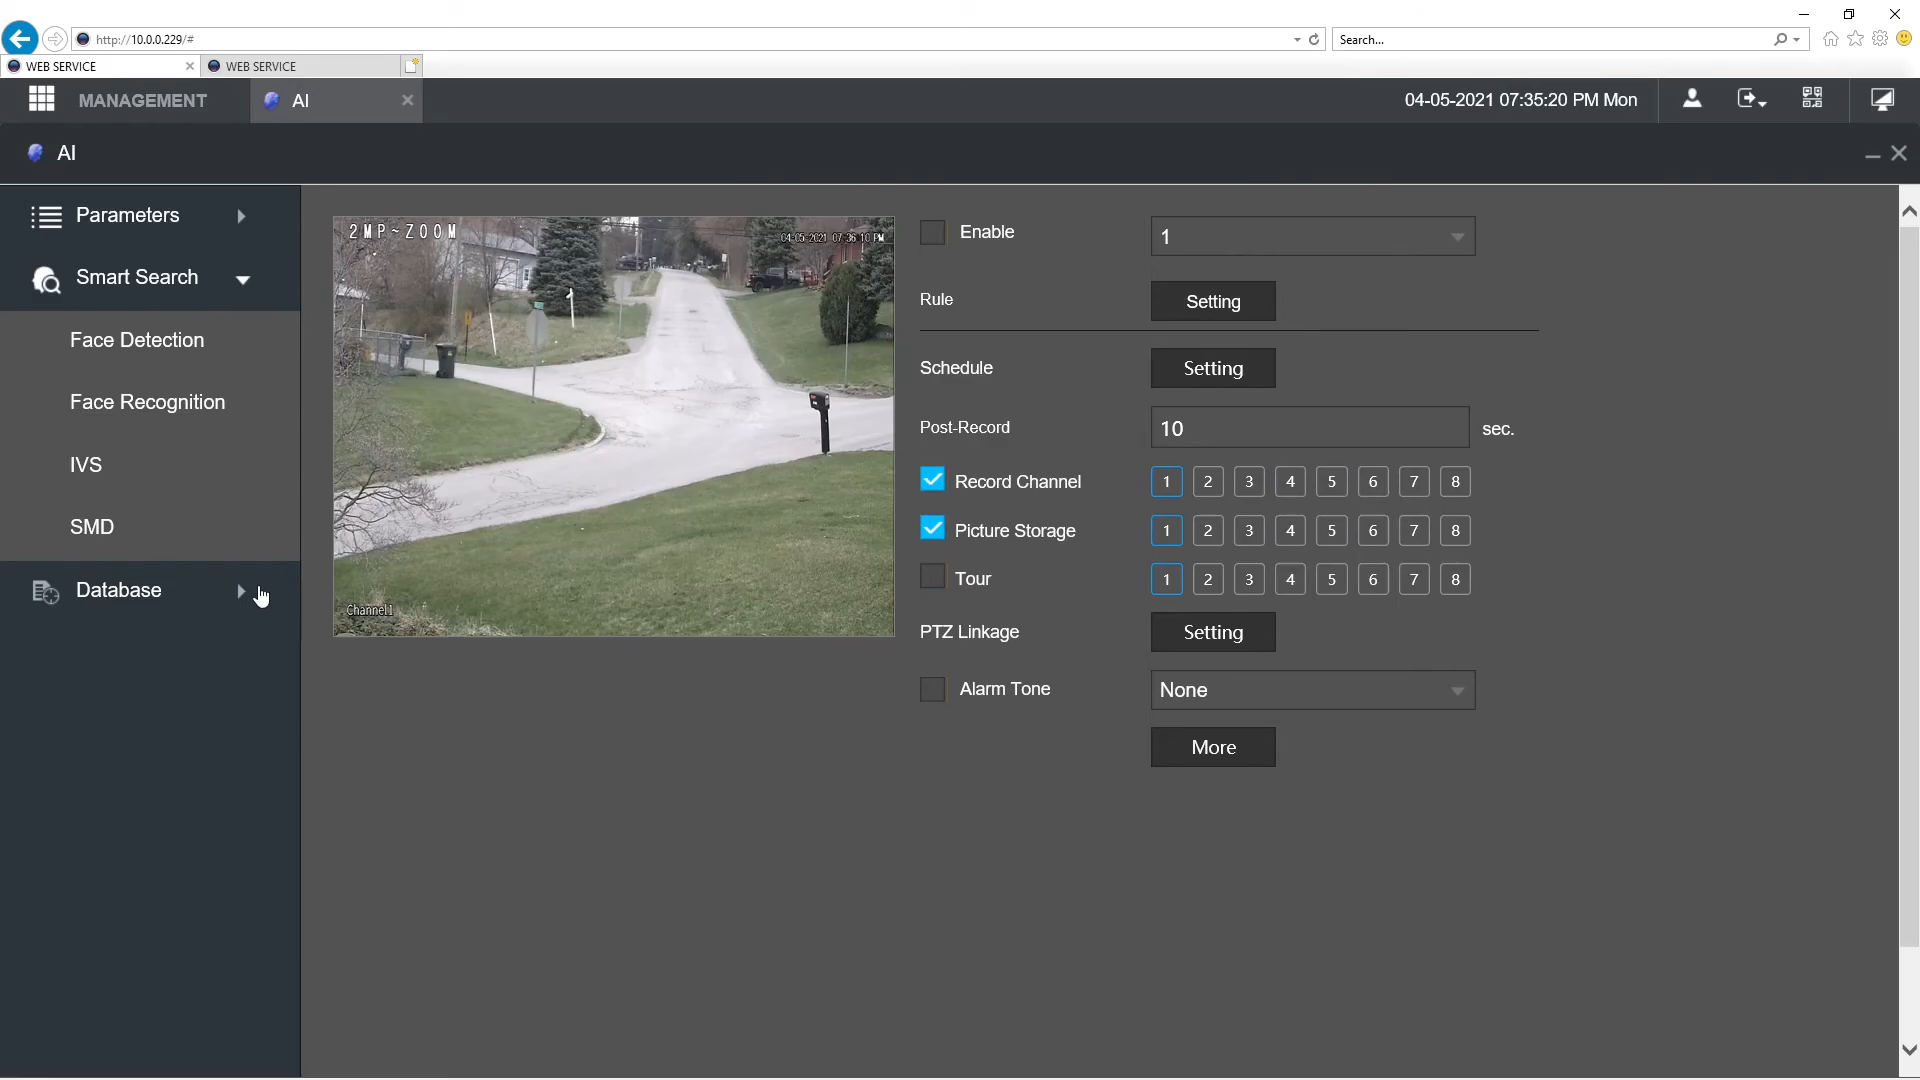 http://10.0.0.229/#
Search...
WEB SERVICE
WEB SERVICE
MANAGEMENT
AI
04-05-2021 07:35:20 PM Mon
AI
Parameters
Smart Search
Face Detection
Face Recognition
IVS
SMD
Database
2MP~ZOOM
04-05-2021 07:36:10 PM
Channel1
Enable
1
Rule
Setting
Schedule
Setting
Post-Record
10
sec.
Record Channel
1 2 3 4 5 6 7 8
Picture Storage
1 2 3 4 5 6 7 8
Tour
1 2 3 4 5 6 7 8
PTZ Linkage
Setting
Alarm Tone
None
More